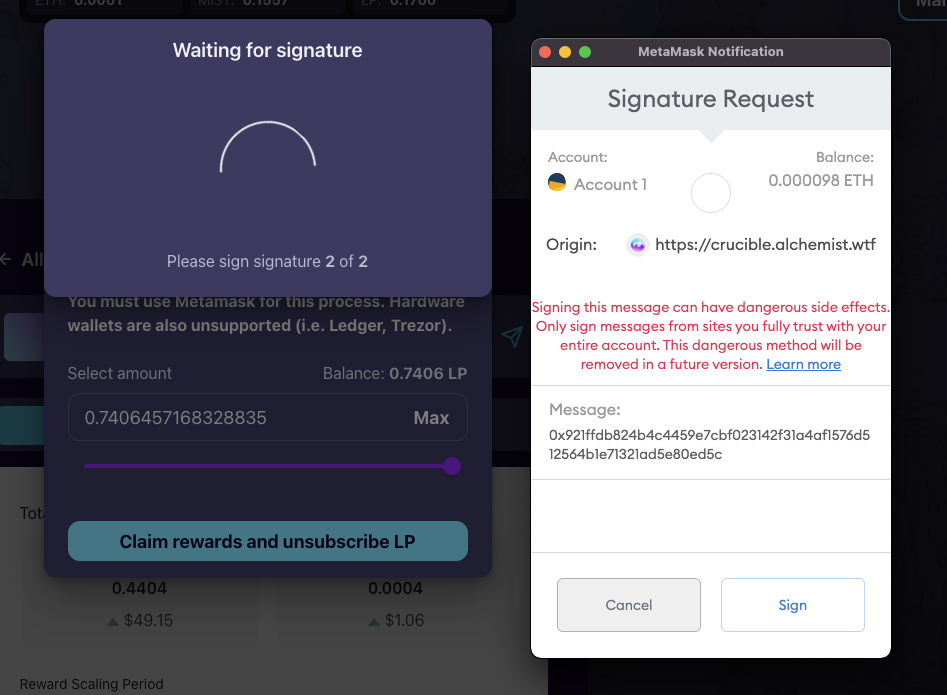 ETH: 0.0001 MIST: 0.1557 LP: 0.1700
Waiting for signature
Please sign signature 2 of 2
All
You must use Metamask for this process. Hardware
wallets are also unsupported (i.e. Ledger, Trezor).
Select amount Balance: 0.7406 LP
0.7406457168328835 Max
Claim rewards and unsubscribe LP
0.4404 0.0004
$49.15 $1.06
Reward Scaling Period
MetaMask Notification
Signature Request
Account: Balance:
Account 1 0.000098 ETH
Origin: https://crucible.alchemist.wtf
Signing this message can have dangerous side effects.
Only sign messages from sites you fully trust with your
entire account. This dangerous method will be
removed in a future version. Learn more
Message:
0x921ffdb824b4c4459e7cbf023142f31a4af1576d5
12564b1e71321ad5e80ed5c
Cancel Sign